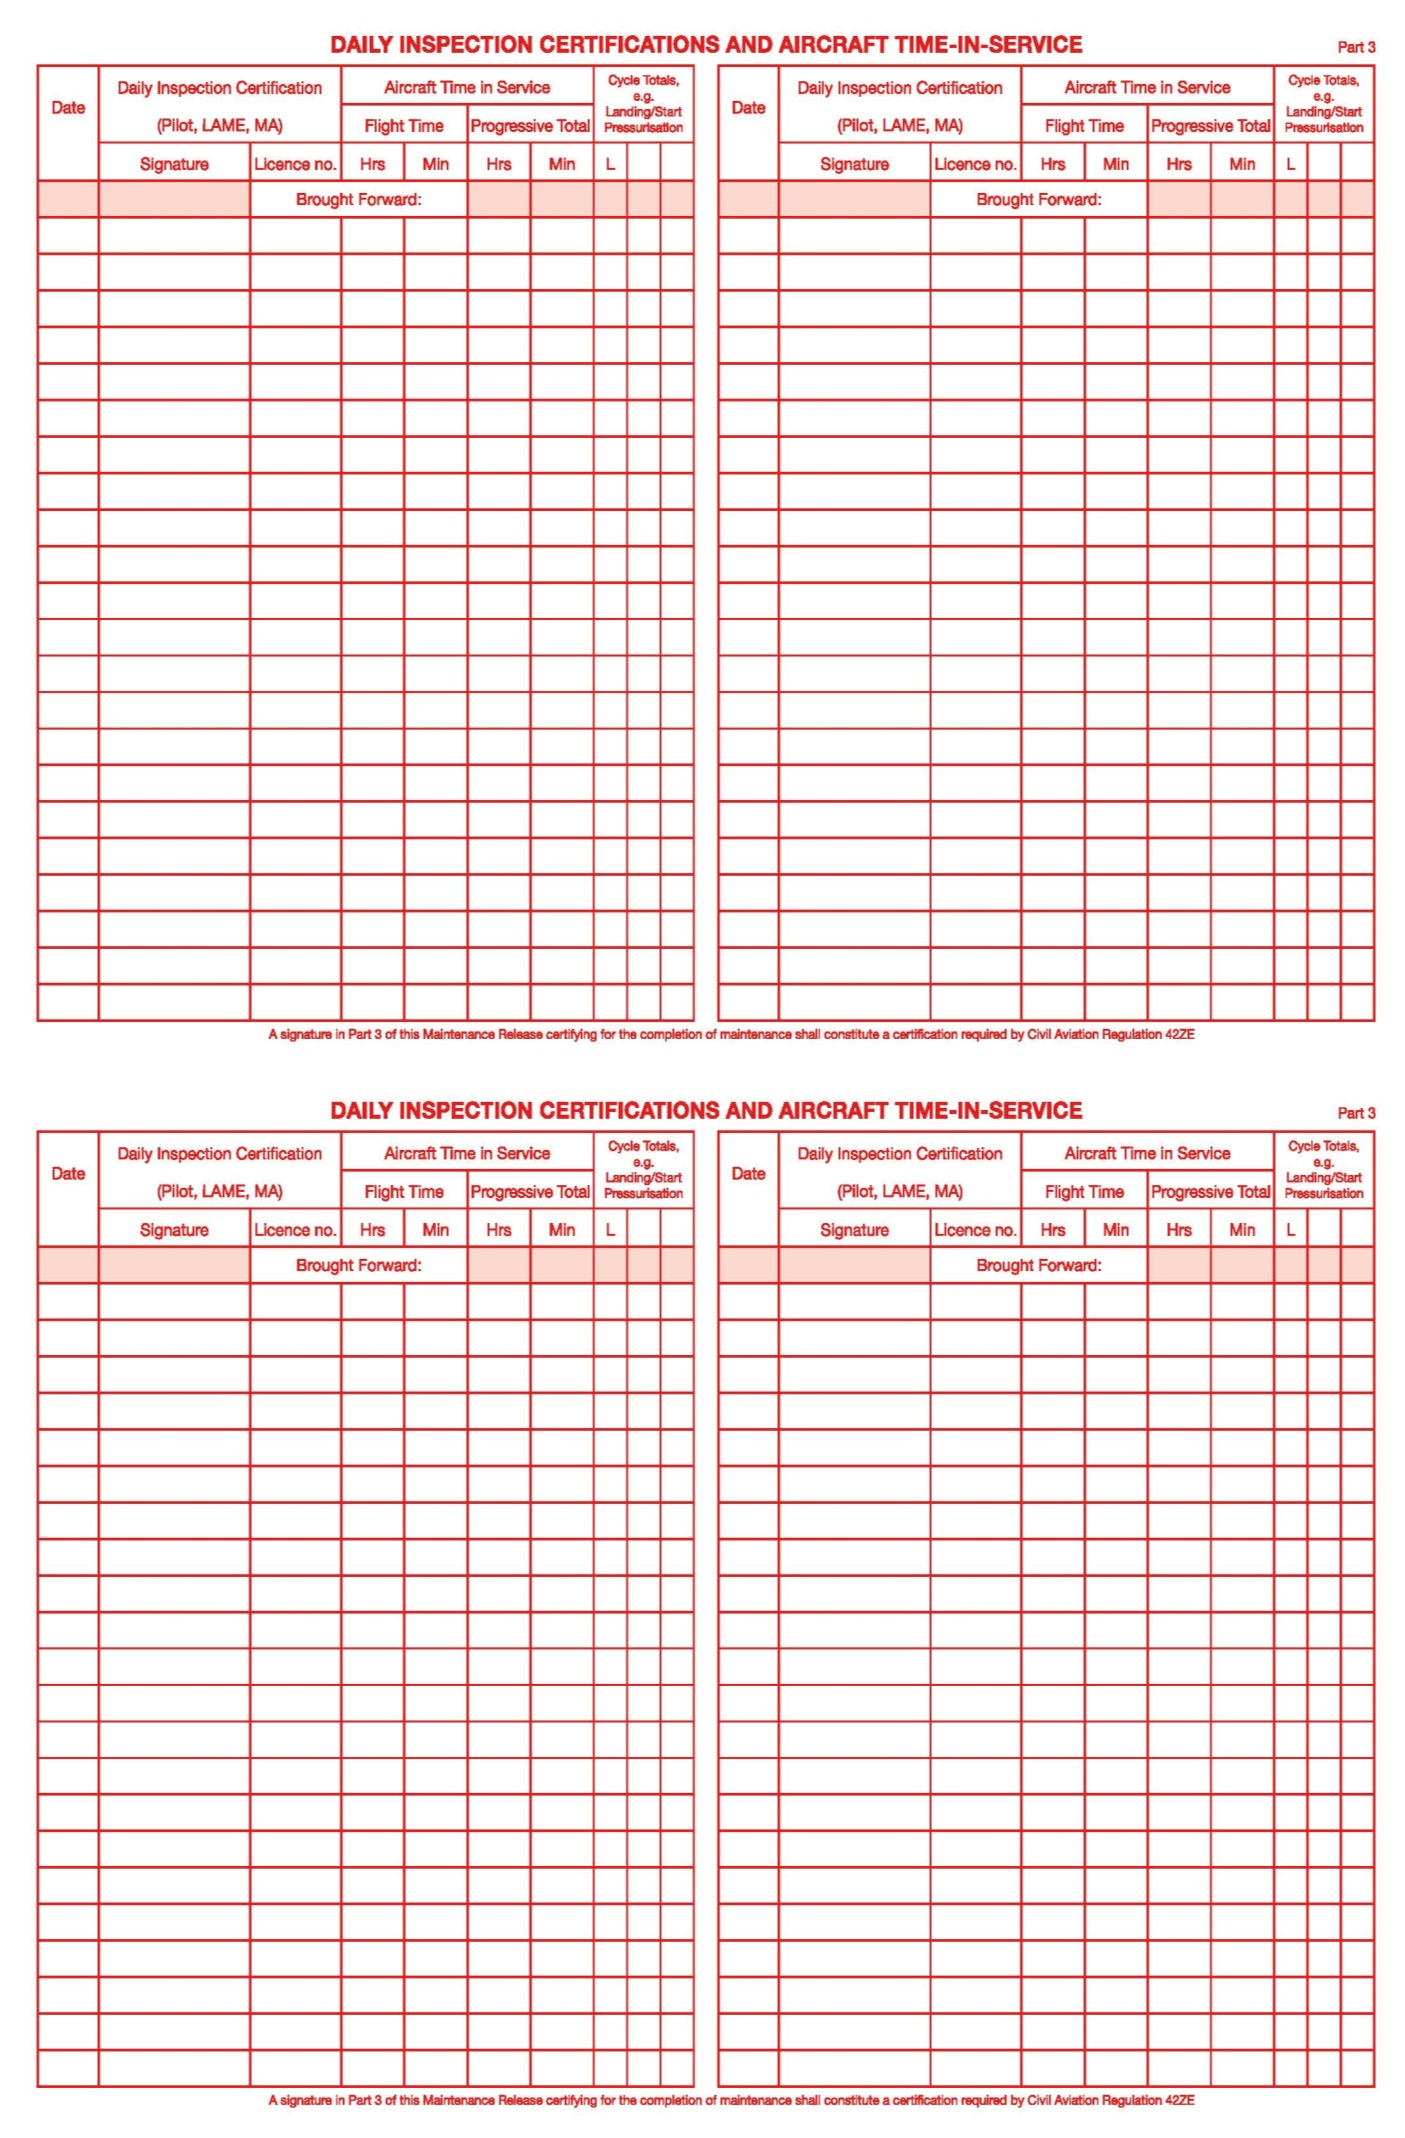 DAILY INSPECTION CERTIFICATIONS AND AIRCRAFT TIME-IN-SERVICE
Part 3
Date
Daily Inspection Certification
(Pilot, LAME, MA)
Aircraft Time in Service
Flight Time
Progressive Total
Cycle Totals,
e.g.
Landing/Start
Pressurisation
Signature
Licence no.
Hrs
Min
Hrs
Min
L
Brought Forward:
Date
Daily Inspection Certification
(Pilot, LAME, MA)
Aircraft Time in Service
Flight Time
Progressive Total
Cycle Totals,
e.g.
Landing/Start
Pressurisation
Signature
Licence no.
Hrs
Min
Hrs
Min
L
Brought Forward:
A signature in Part 3 of this Maintenance Release certifying for the completion of maintenance shall constitute a certification required by Civil Aviation Regulation 42ZE
DAILY INSPECTION CERTIFICATIONS AND AIRCRAFT TIME-IN-SERVICE
Part 3
Date
Daily Inspection Certification
(Pilot, LAME, MA)
Aircraft Time in Service
Flight Time
Progressive Total
Cycle Totals,
e.g.
Landing/Start
Pressurisation
Signature
Licence no.
Hrs
Min
Hrs
Min
L
Brought Forward:
Date
Daily Inspection Certification
(Pilot, LAME, MA)
Aircraft Time in Service
Flight Time
Progressive Total
Cycle Totals,
e.g.
Landing/Start
Pressurisation
Signature
Licence no.
Hrs
Min
Hrs
Min
L
Brought Forward:
A signature in Part 3 of this Maintenance Release certifying for the completion of maintenance shall constitute a certification required by Civil Aviation Regulation 42ZE